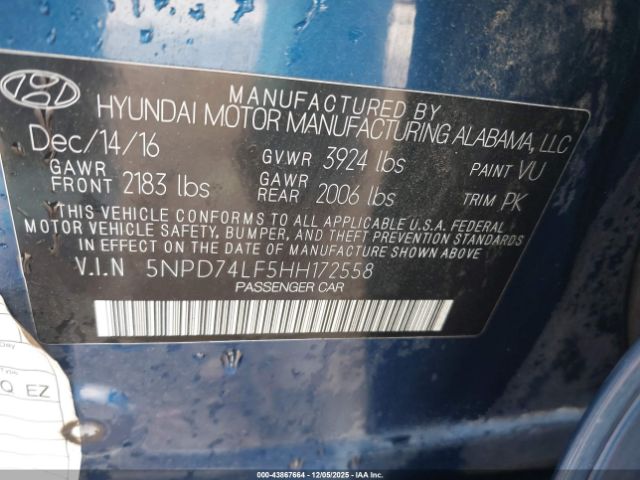 MANUFACTURED BY
HYUNDAI MOTOR MANUFACTURING ALABAMA, LLC
Dec/14/16 GVWR 3924 lbs PAINT VU
GAWR FRONT 2183 lbs GAWR REAR 2006 lbs TRIM PK
THIS VEHICLE CONFORMS TO ALL APPLICABLE U.S.A. FEDERAL
MOTOR VEHICLE SAFETY, BUMPER, AND THEFT PREVENTION STANDARDS
IN EFFECT ON THE DATE OF MANUFACTURE SHOWN ABOVE.
V.I.N 5NPD74LF5HH172558
PASSENGER CAR
Day
Type
Q EZ
000-43867664 | 12/05/2025 | IAA Inc.